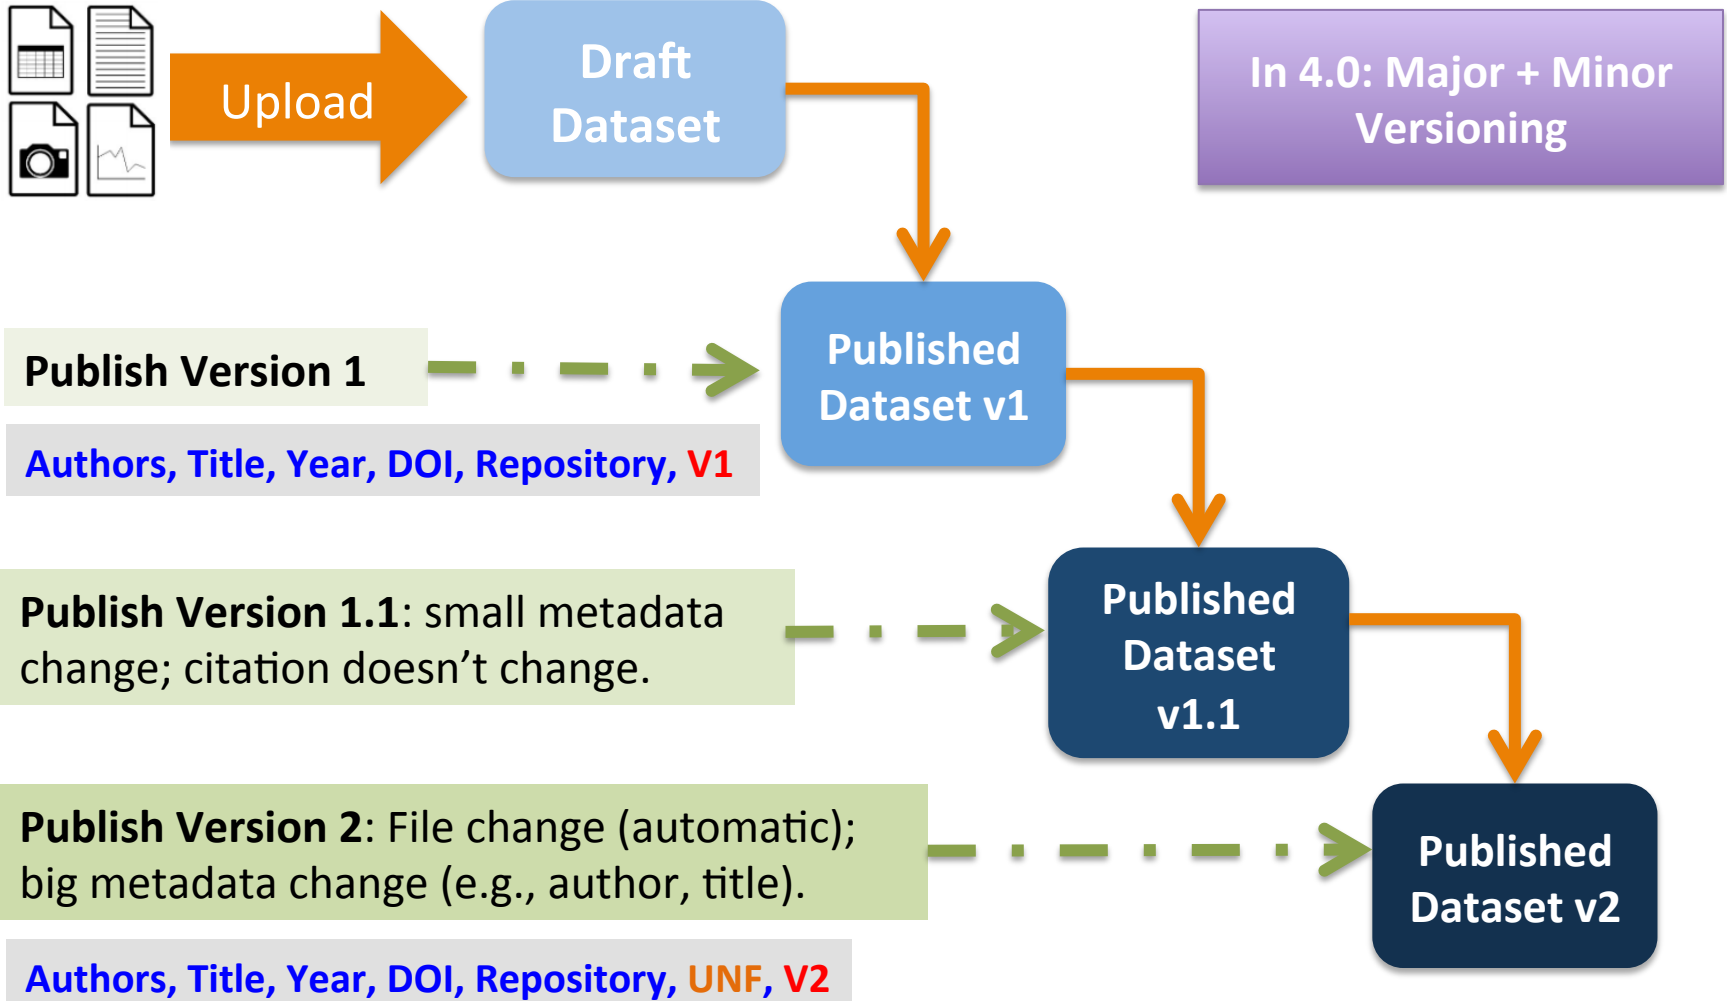 Upload
Draft
Dataset
In 4.0: Major + Minor
Versioning
Publish Version 1
Published
Dataset v1
Authors, Title, Year, DOI, Repository, V1
Publish Version 1.1: small metadata
change; citation doesn’t change.
Published
Dataset
v1.1
Publish Version 2: File change (automatic);
big metadata change (e.g., author, title).
Published
Dataset v2
Authors, Title, Year, DOI, Repository, UNF, V2